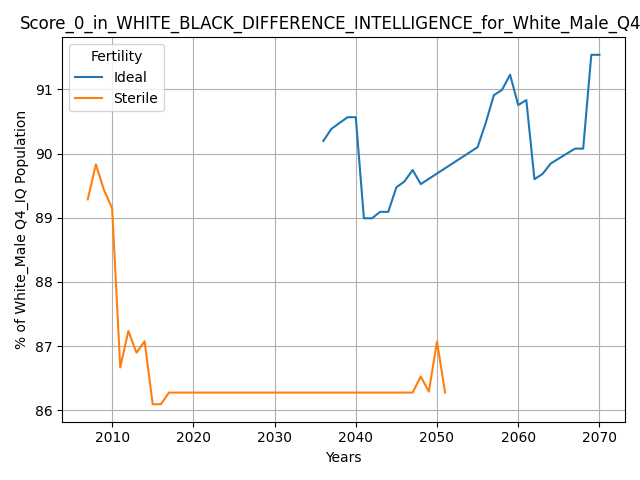 Score_0_in_WHITE_BLACK_DIFFERENCE_INTELLIGENCE_for_White_Male_Q4
Fertility
Ideal
Sterile
% of White_Male Q4_IQ Population
91
90
89
88
87
86
2010 2020 2030 2040 2050 2060 2070
Years